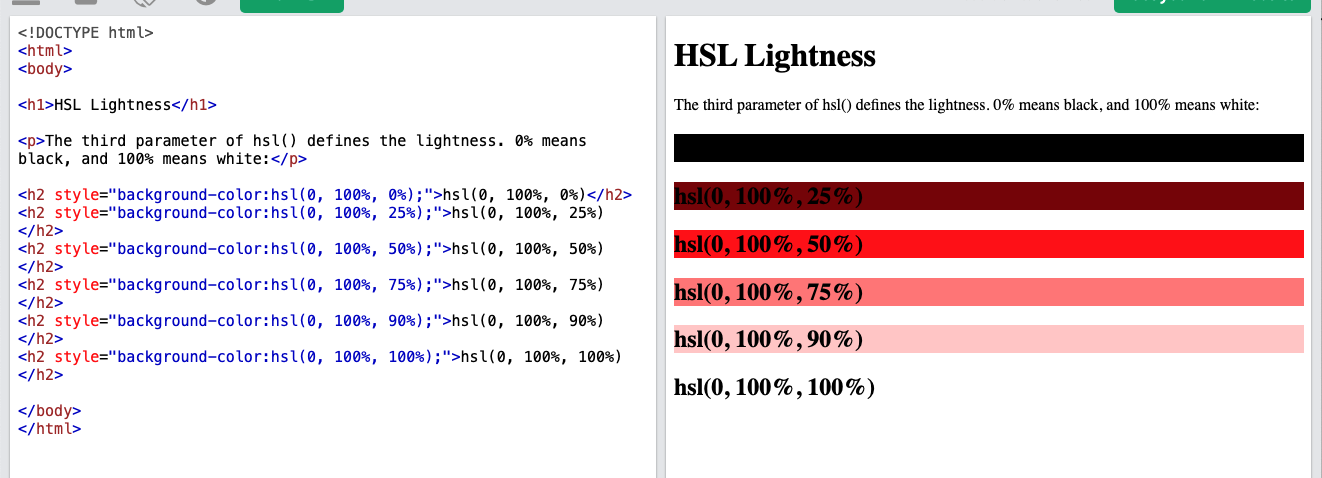 <!DOCTYPE html>
<html>
<body>
<h1>HSL Lightness</h1>
<p>The third parameter of hsl() defines the lightness. 0% means
black, and 100% means white:</p>
<h2 style="background-color:hsl(0, 100%, 0%);">hsl(0, 100%, 0%)</h2>
<h2 style="background-color:hsl(0, 100%, 25%);">hsl(0, 100%, 25%)
</h2>
<h2 style="background-color:hsl(0, 100%, 50%);">hsl(0, 100%, 50%)
</h2>
<h2 style="background-color:hsl(0, 100%, 75%);">hsl(0, 100%, 75%)
</h2>
<h2 style="background-color:hsl(0, 100%, 90%);">hsl(0, 100%, 90%)
</h2>
<h2 style="background-color:hsl(0, 100%, 100%);">hsl(0, 100%, 100%)
</h2>
</body>
</html>
HSL Lightness
The third parameter of hsl() defines the lightness. 0% means black, and 100% means white:
hsl(0, 100%, 25%)
hsl(0, 100%, 50%)
hsl(0, 100%, 75%)
hsl(0, 100%, 90%)
hsl(0, 100%, 100%)